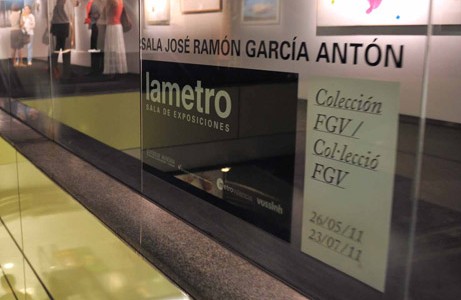 SALA JOSÉ RAMÓN GARCÍA ANTÓN
lametro
SALA DE EXPOSICIONES
vossloh
Colección
FGV /
Col·lecció
FGV
26/05/11
23/07/11